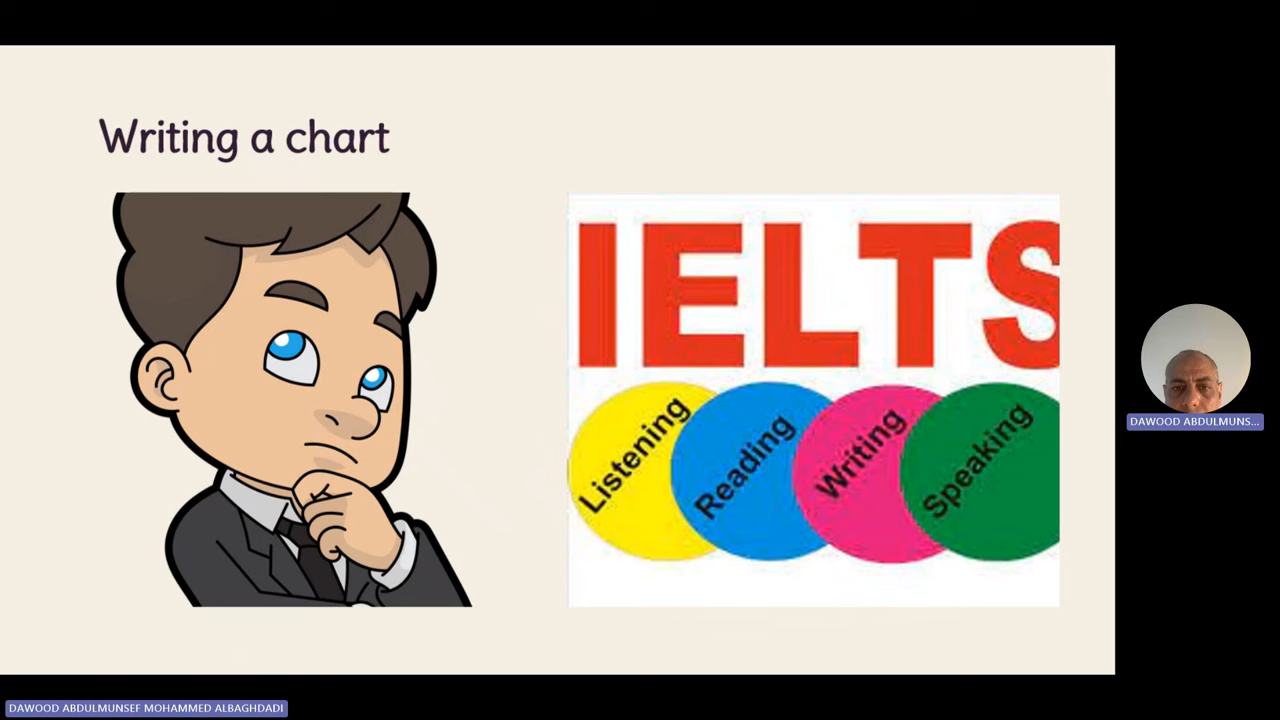 Writing a chart
IELTS
Listening
Reading
Writing
Speaking
DAWOOD ABDULMUNS...
DAWOOD ABDULMUNSEF MOHAMMED ALBAGHDADI